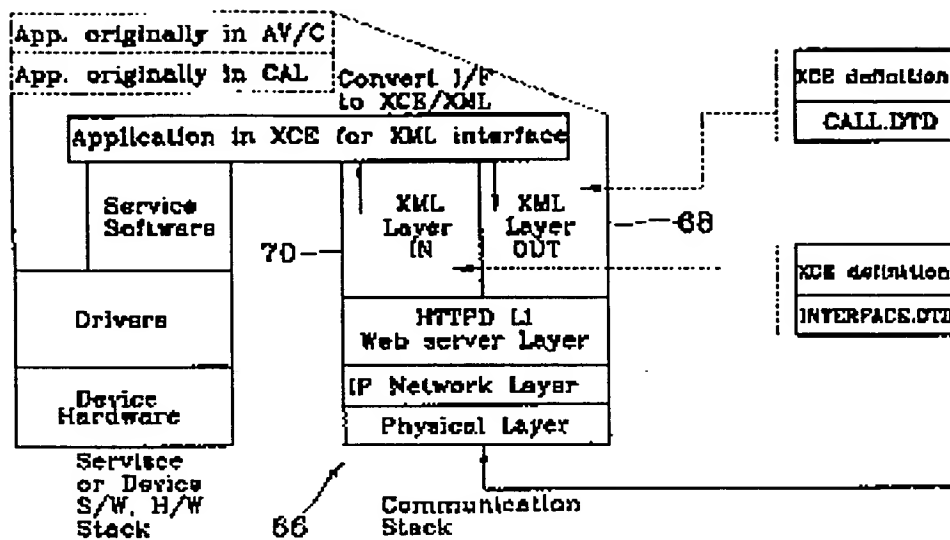 App. originally in AV/C
App. originally in CAL
Convert I/F
to XCE/XML
Application in XCE for XML interface
Service
Software
XML
Layer
IN
XML
Layer
OUT
68
70
Drivers
HTTPD L1
Web server Layer
Device
Hardware
IP Network Layer
Physical Layer
Servisce
or Device
S/W, H/W
Stack
66
Communication
Stack
XCE definition
CALL.DTD
XCE definition
INTERFACE.DTD